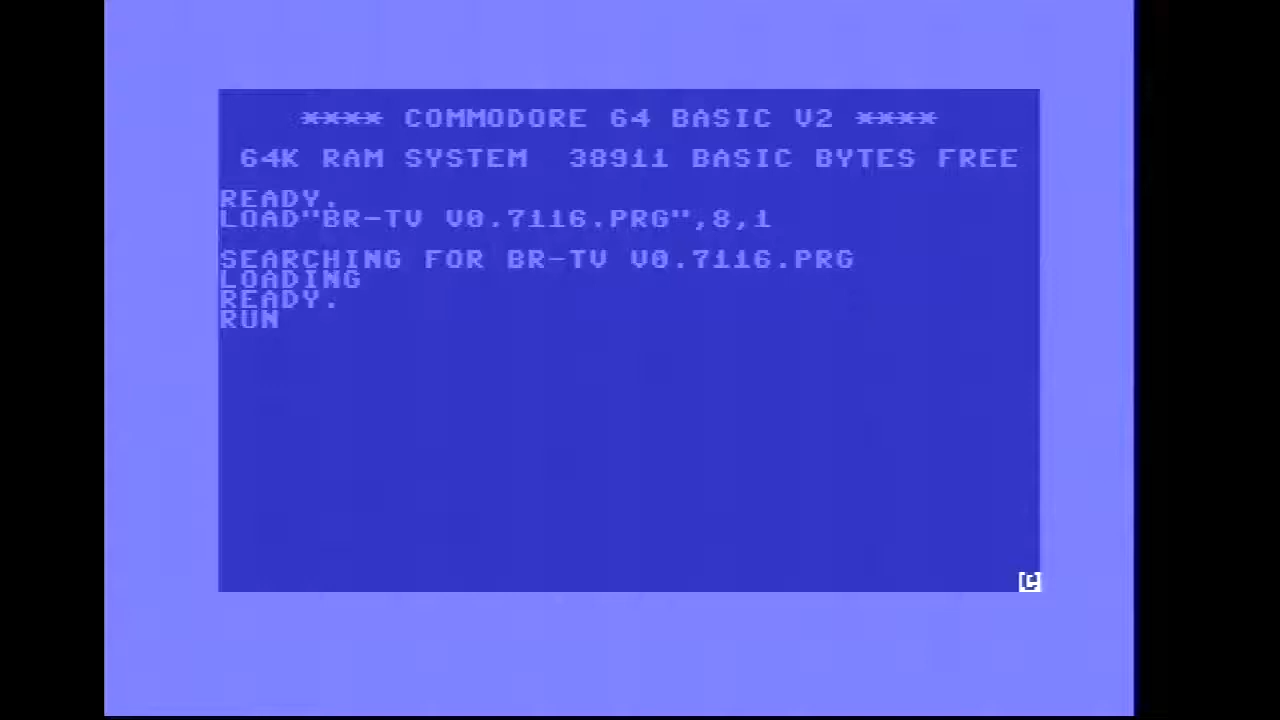 **** COMMODORE 64 BASIC V2 ****
64K RAM SYSTEM  38911 BASIC BYTES FREE
READY.
LOAD"BR-TV V0.7116.PRG",8,1
SEARCHING FOR BR-TV V0.7116.PRG
LOADING
READY.
RUN